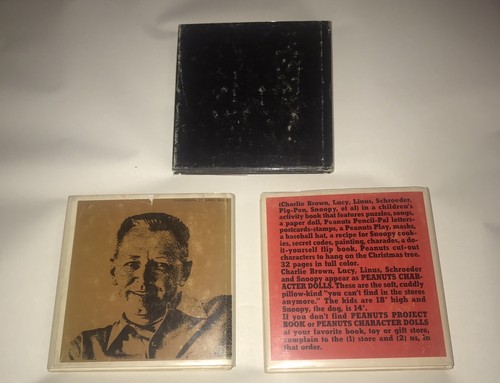 (Charlie Brown, Lucy, Linus, Schroeder,
Pig-Pen, Snoopy, et al) in a children's
activity book that features puzzles, songs,
a paper doll, Peanuts Pencil-Pal letters-
postcards-stamps, a Peanuts Play, masks,
a baseball hat, a recipe for Snoopy cook-
ies, secret codes, painting, charades, a do-
it-yourself flip book, Peanuts cut-out
characters to hang on the Christmas tree.
32 pages in full color.
Charlie Brown, Lucy, Linus, Schroeder
and Snoopy appear as PEANUTS CHAR-
ACTER DOLLS. These are the soft, cuddly
pillow-kind "you can't find in the stores
anymore." The kids are 18' high and
Snoopy, the dog, is 14'.
If you don't find PEANUTS PROJECT
BOOK or PEANUTS CHARACTER DOLLS
at your favorite book, toy or gift store,
complain to the (1) store and (2) us, in
that order.